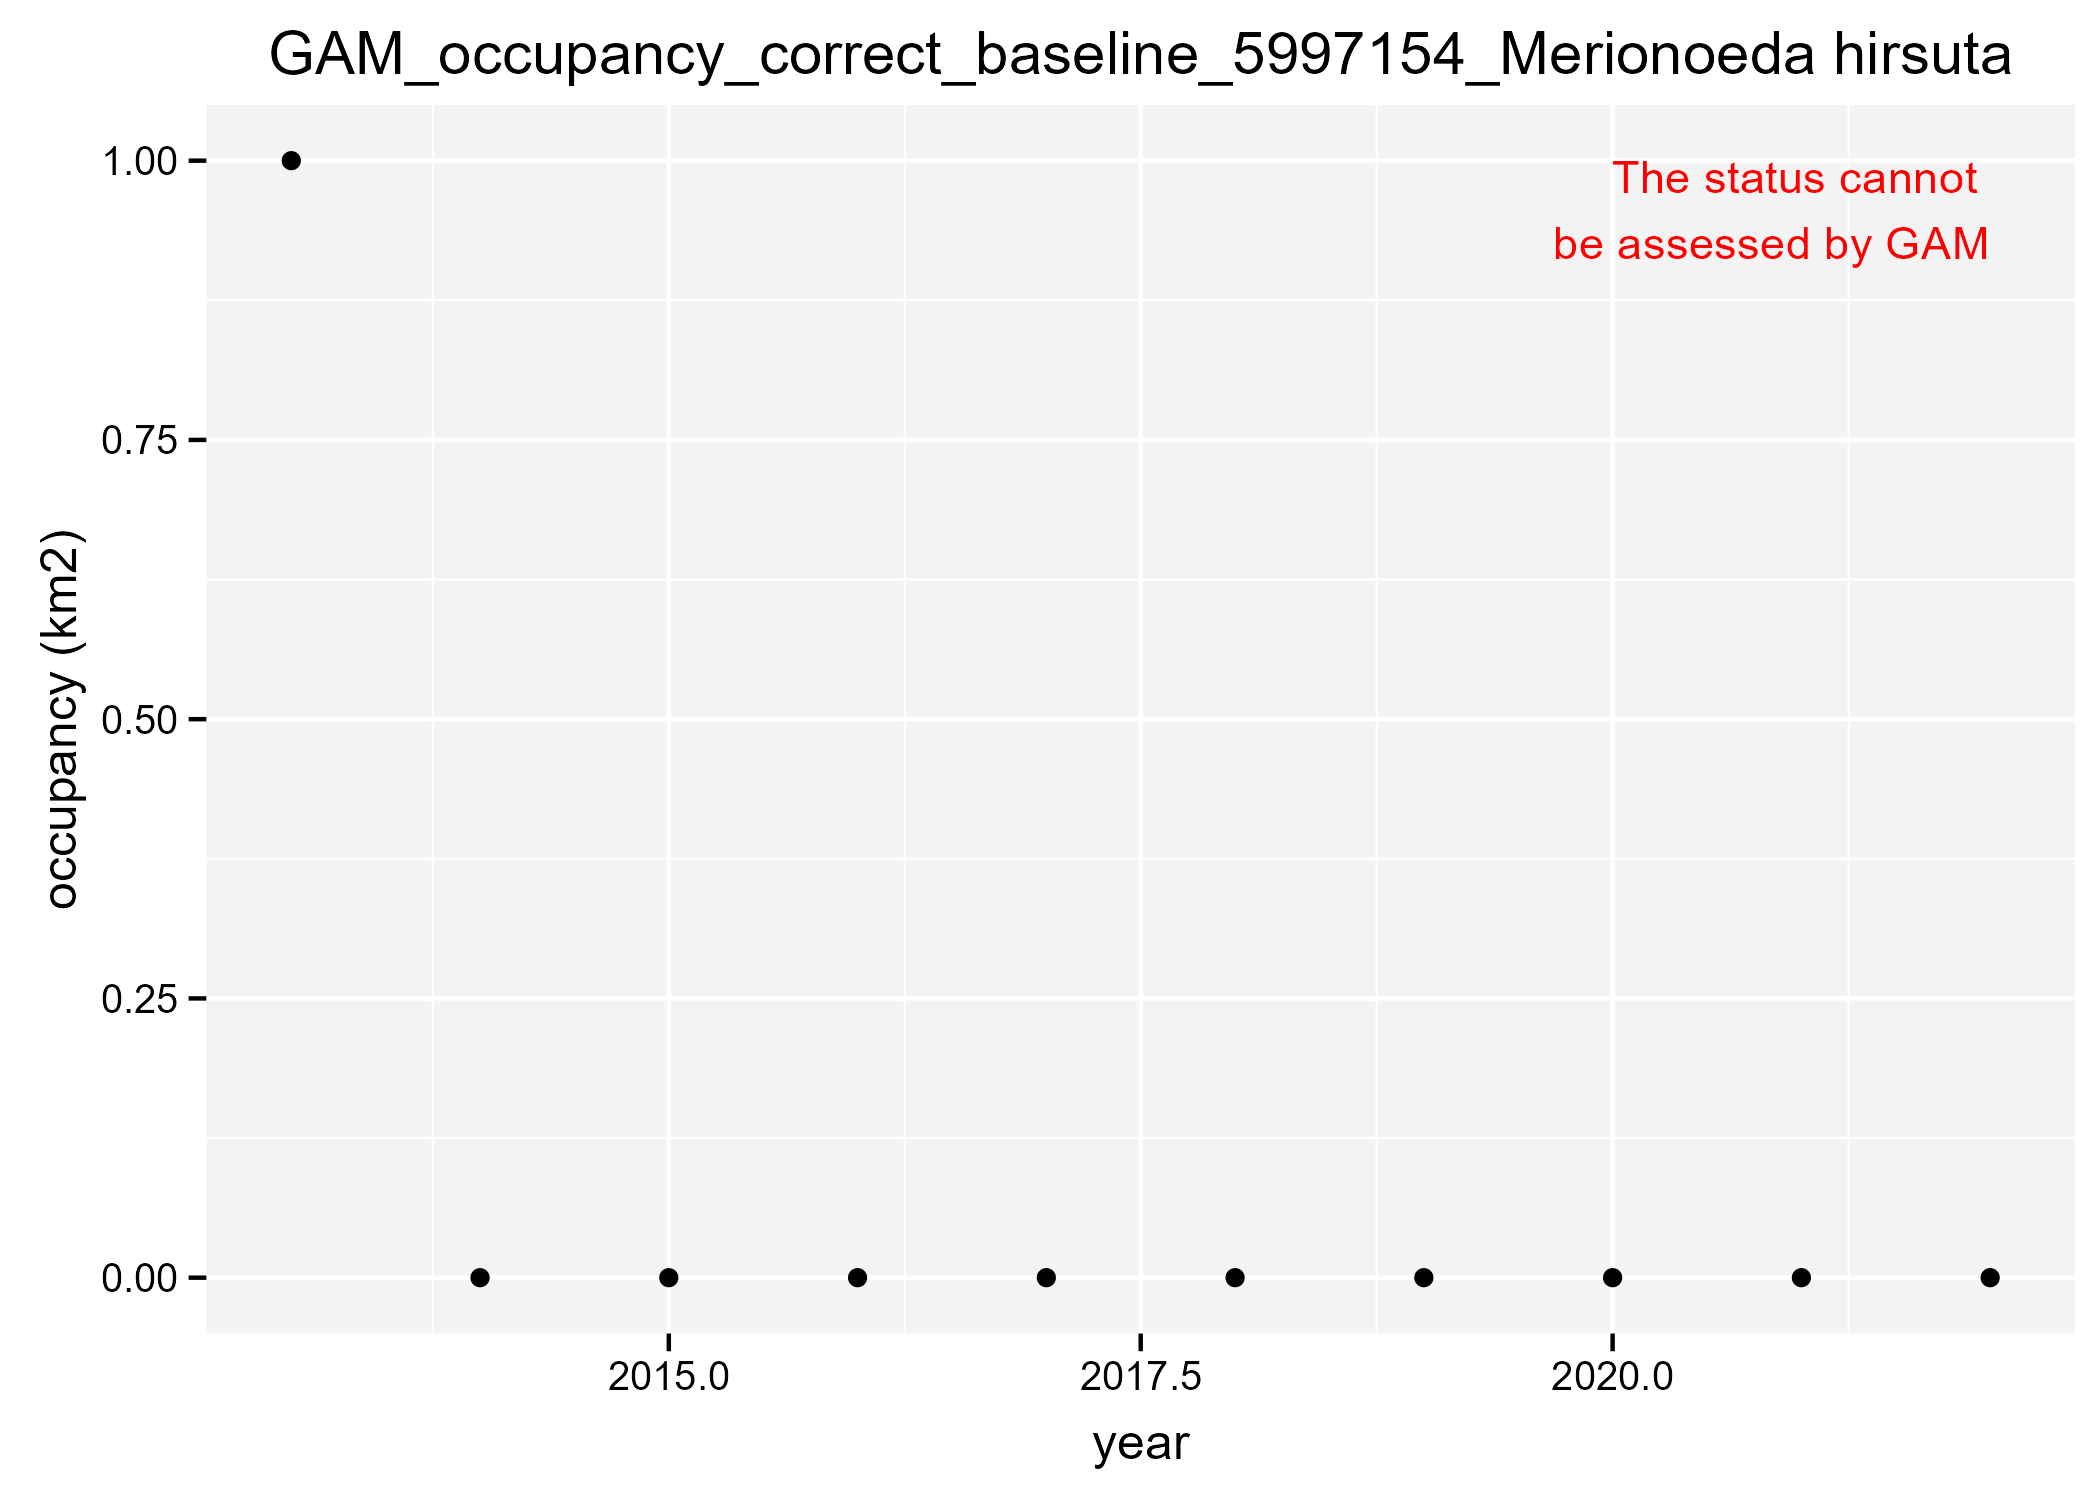 GAM_occupancy_correct_baseline_5997154_Merionoeda hirsuta
The status cannot
be assessed by GAM
1.00
0.75
0.50
0.25
0.00
occupancy (km2)
2015.0
2017.5
2020.0
year